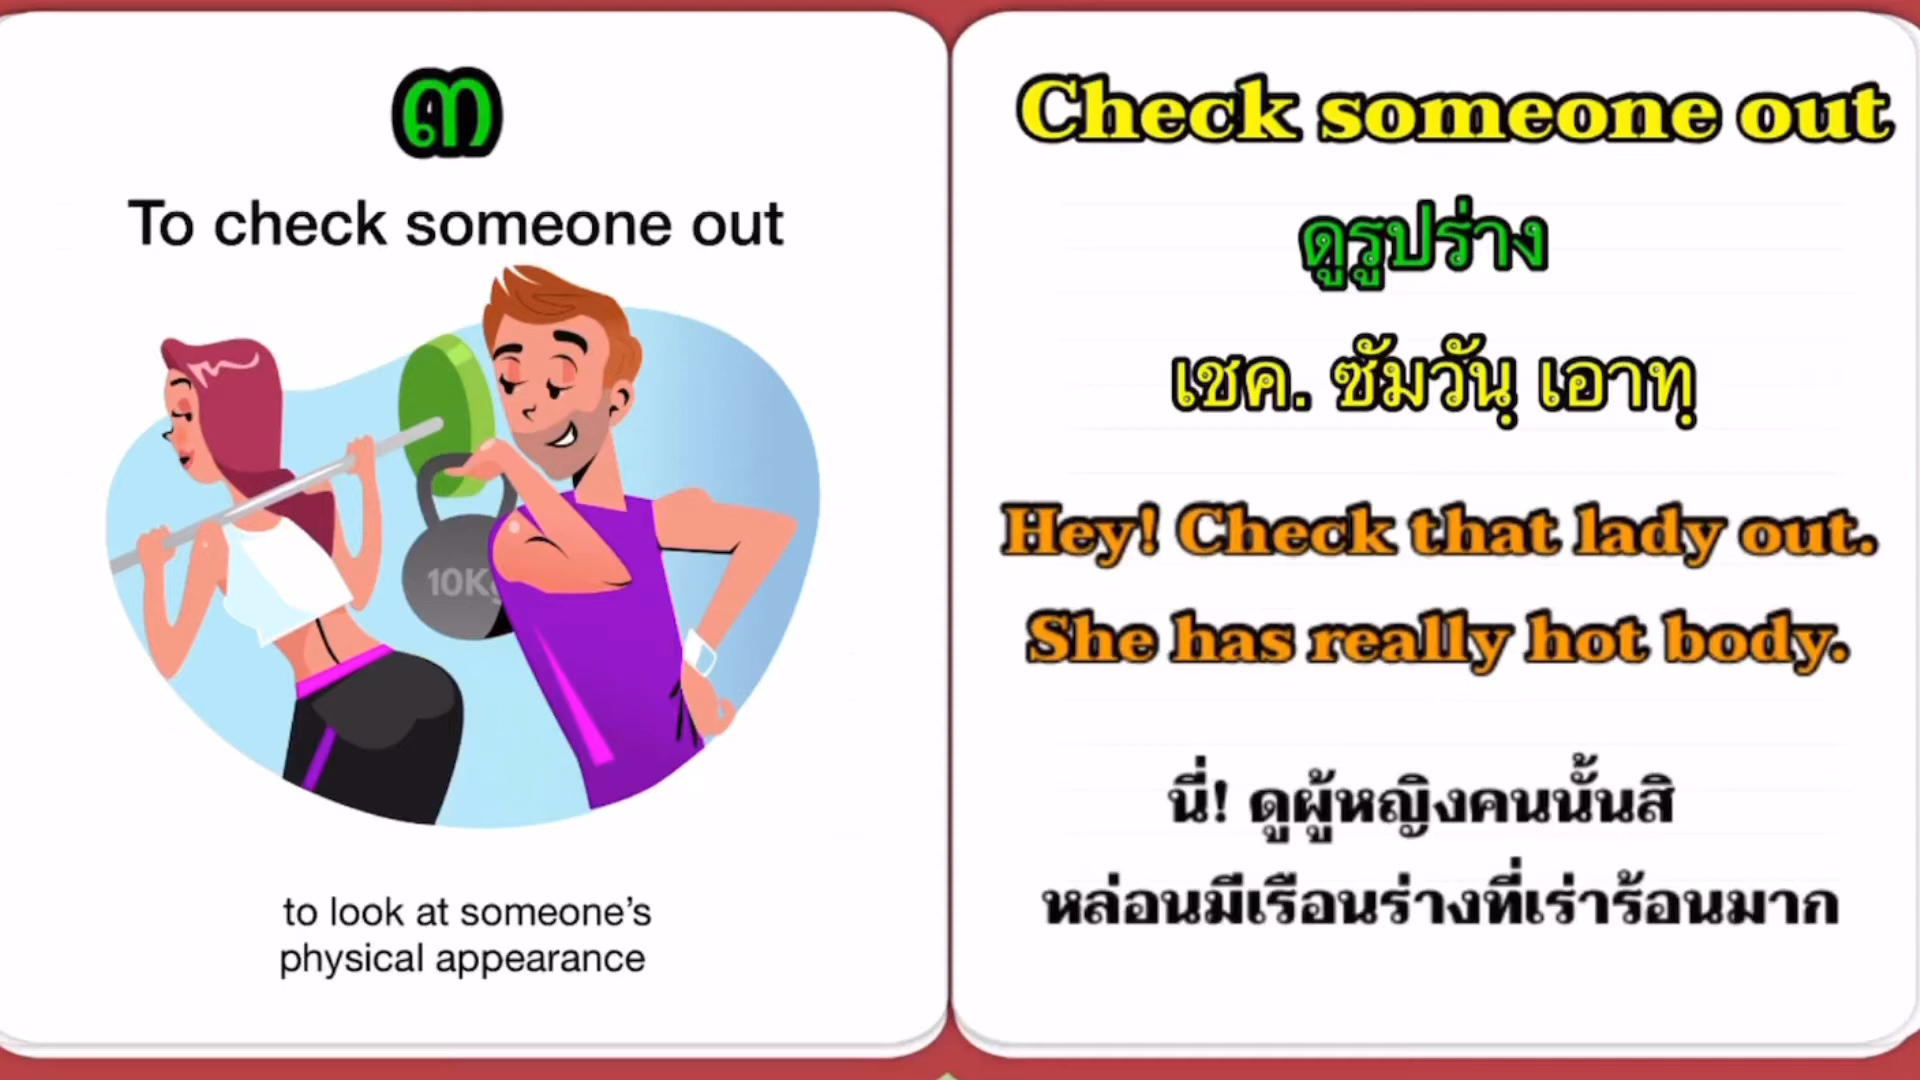 ๓
To check someone out
10Kg
to look at someone's
physical appearance
Check someone out
ดูรูปร่าง
เชค. ซัมวันฺ เอาทฺ
Hey! Check that lady out.
She has really hot body.
นี่! ดูผู้หญิงคนนั้นสิ
หล่อนมีเรือนร่างที่เร่าร้อนมาก